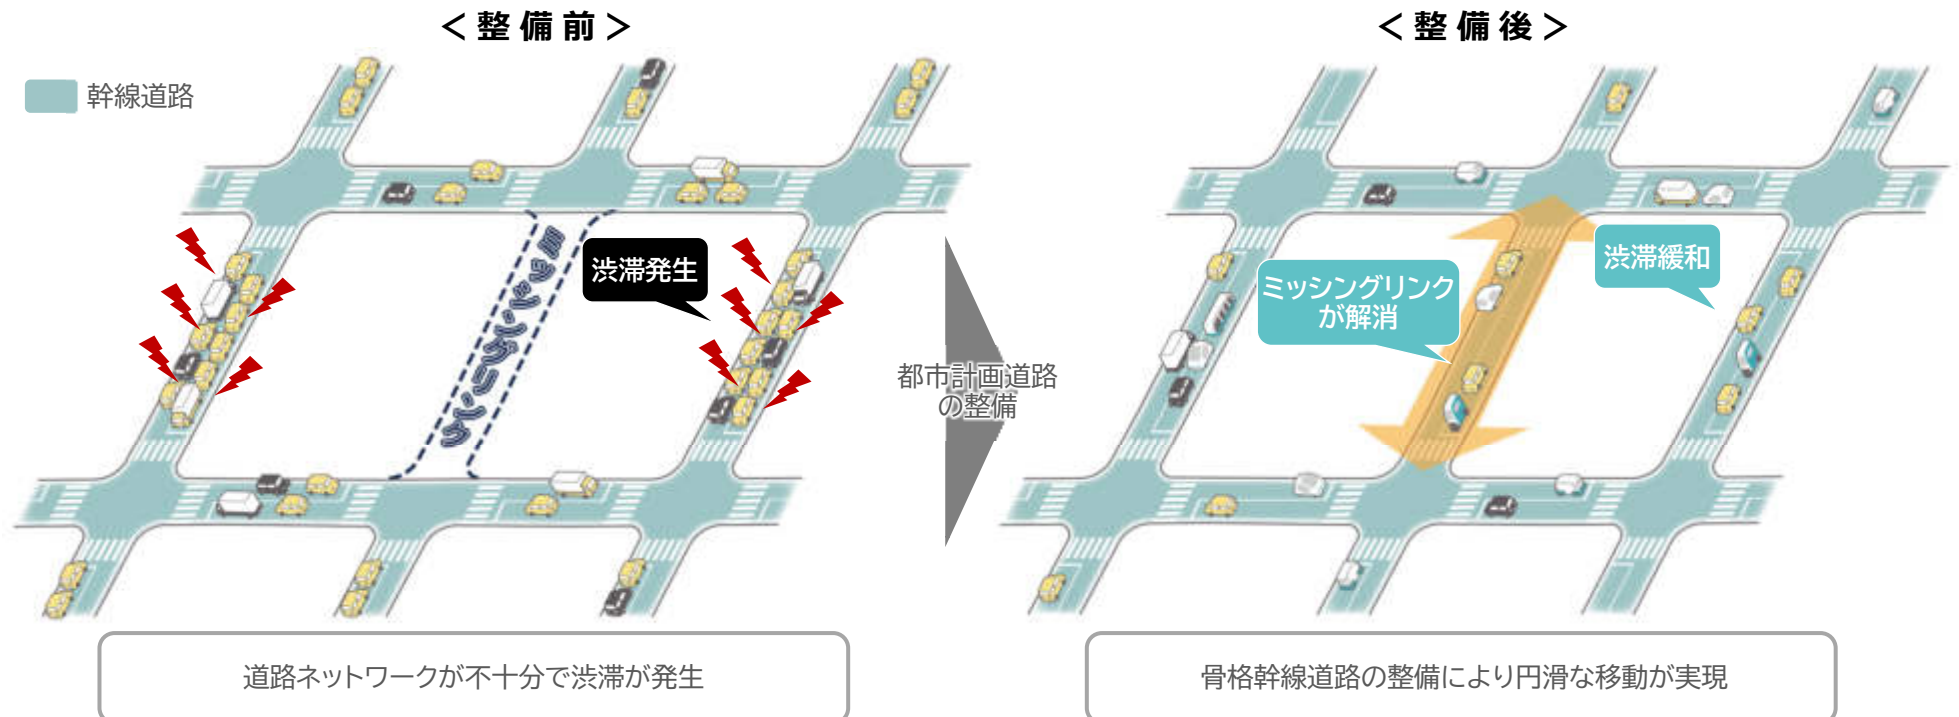 ＜整備前＞
幹線道路
ミッシングリンク
渋滞発生
道路ネットワークが不十分で渋滞が発生
都市計画道路
の整備
＜整備後＞
ミッシングリンク
が解消
渋滞緩和
骨格幹線道路の整備により円滑な移動が実現